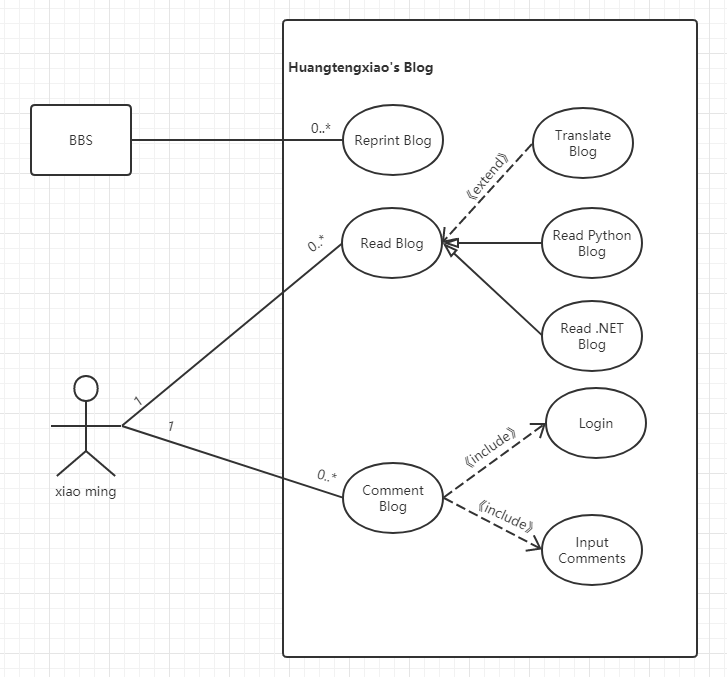 Huangtengxiao's Blog
BBS
0..*
Reprint Blog
Translate
Blog
《extend》
0..*
Read Blog
Read Python
Blog
Read .NET
Blog
1
1
xiao ming
0..*
Comment
Blog
《include》
Login
《include》
Input
Comments